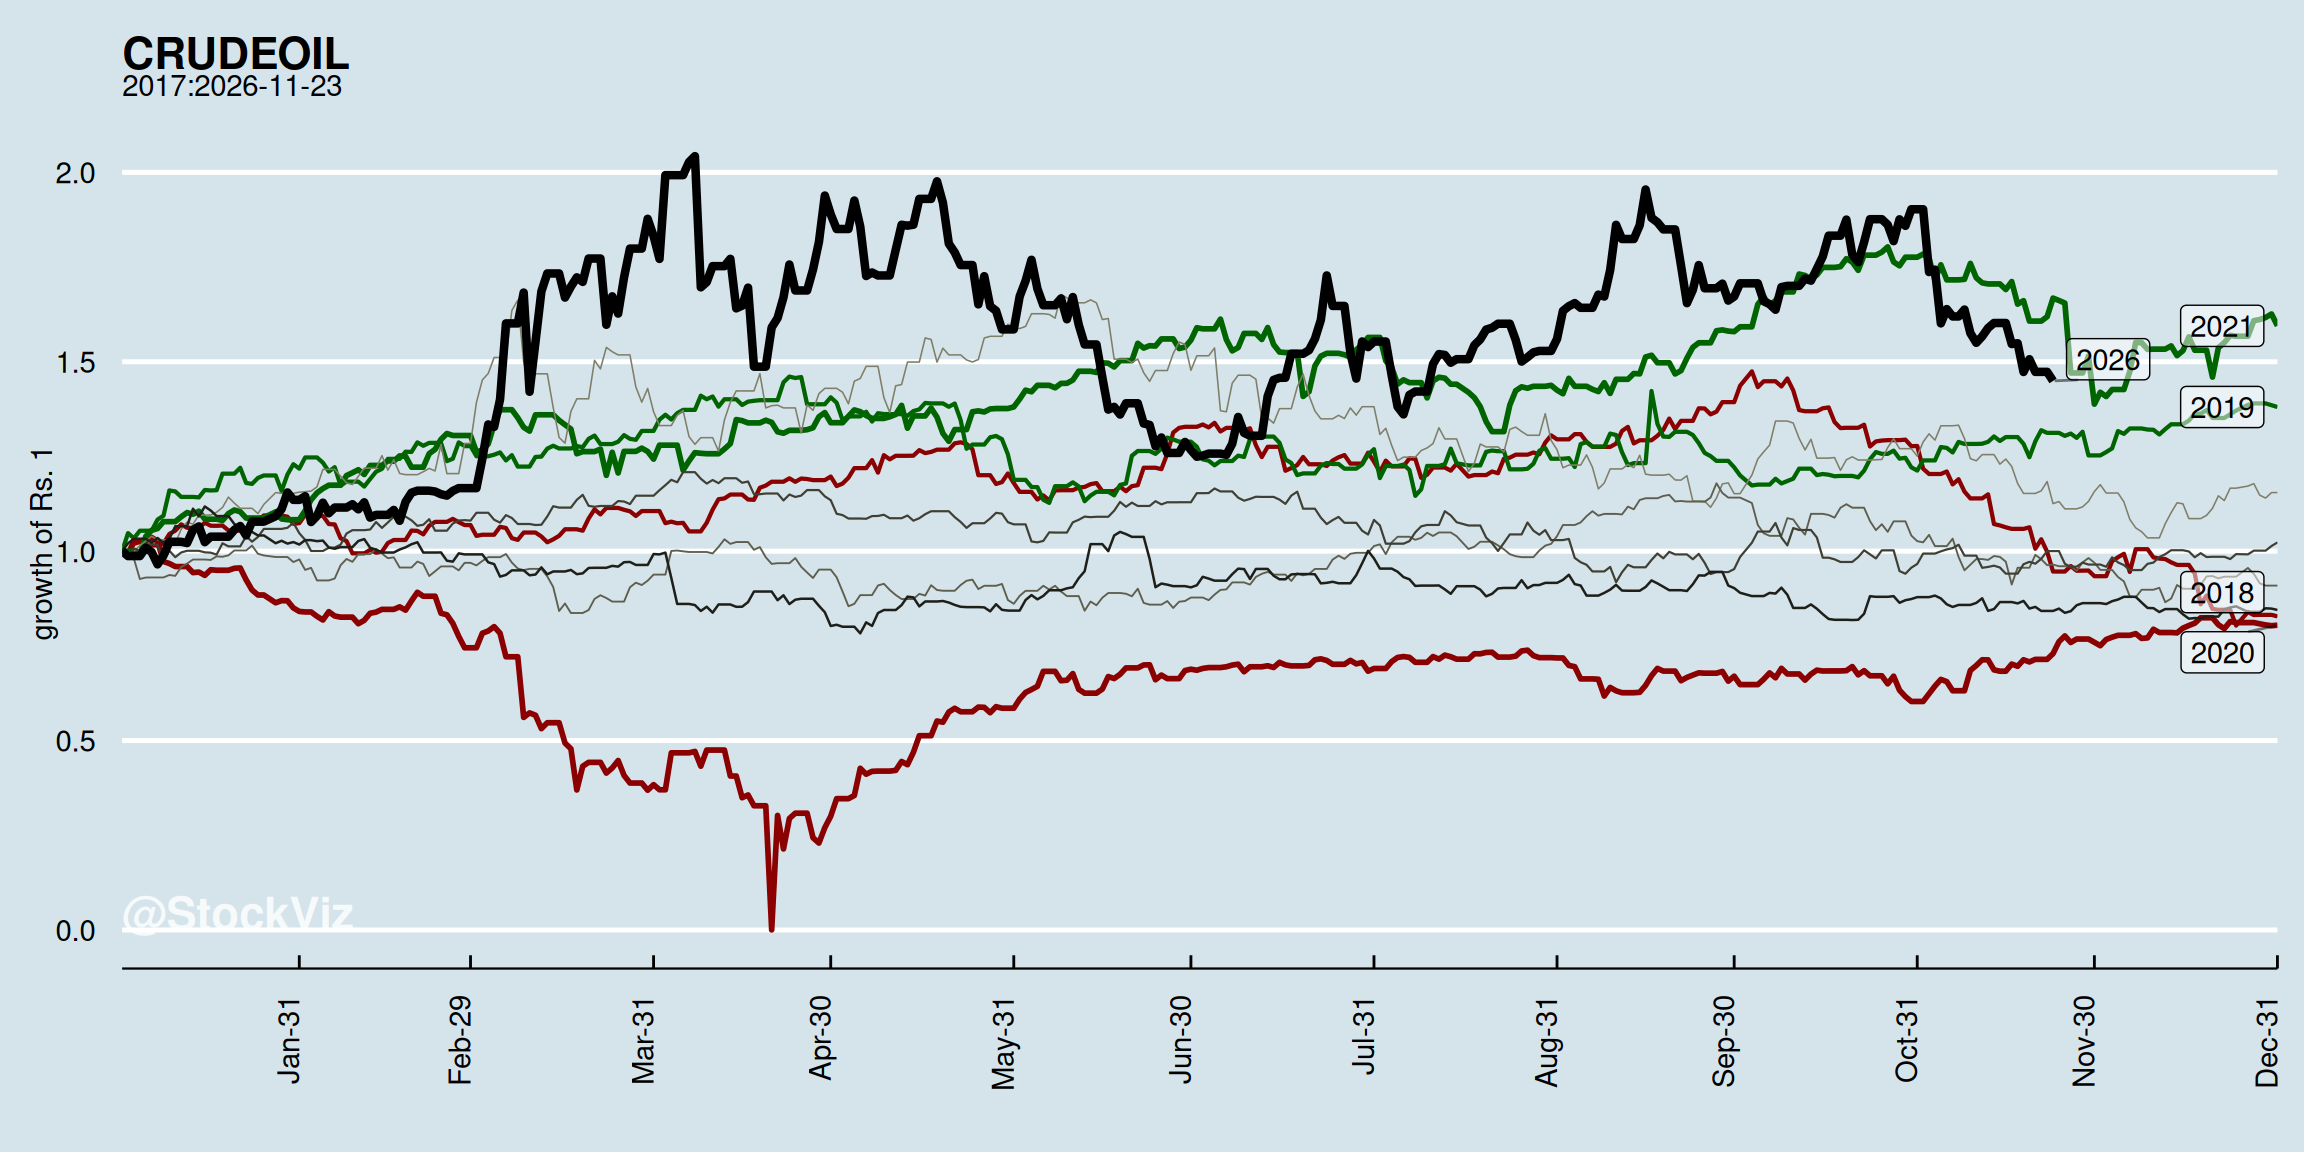 CRUDEOIL
2017:2026-11-23
growth of Rs. 1
2.0
1.5
1.0
0.5
0.0
2021
2026
2019
2018
2020
@StockViz
Jan-31
Feb-29
Mar-31
Apr-30
May-31
Jun-30
Jul-31
Aug-31
Sep-30
Oct-31
Nov-30
Dec-31